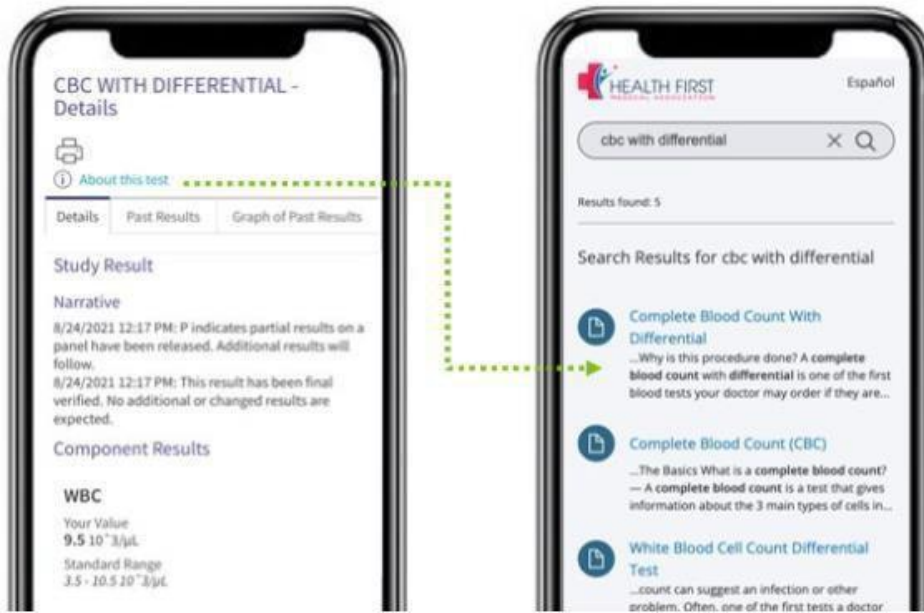 CBC WITH DIFFERENTIAL -
Details
About this test
Details Past Results Graph of Past Results
Study Result
Narrative
8/24/2021 12:17 PM: P indicates partial results on a
panel have been released. Additional results will
follow.
8/24/2021 12:17 PM: This result has been final
verified. No additional or changed results are
expected.
Component Results
WBC
Your Value
9.5 10^3/µL
Standard Range
3.5 - 10.5 10^3/µL
HEALTH FIRST
MEDICAL ASSOCIATION
Español
cbc with differential
Results found: 5
Search Results for cbc with differential
Complete Blood Count With
Differential
...Why is this procedure done? A complete
blood count with differential is one of the first
blood tests your doctor may order if they are...
Complete Blood Count (CBC)
...The Basics What is a complete blood count?
— A complete blood count is a test that gives
information about the 3 main types of cells in...
White Blood Cell Count Differential
Test
...count can suggest an infection or other
problem. Often, one of the first tests a doctor